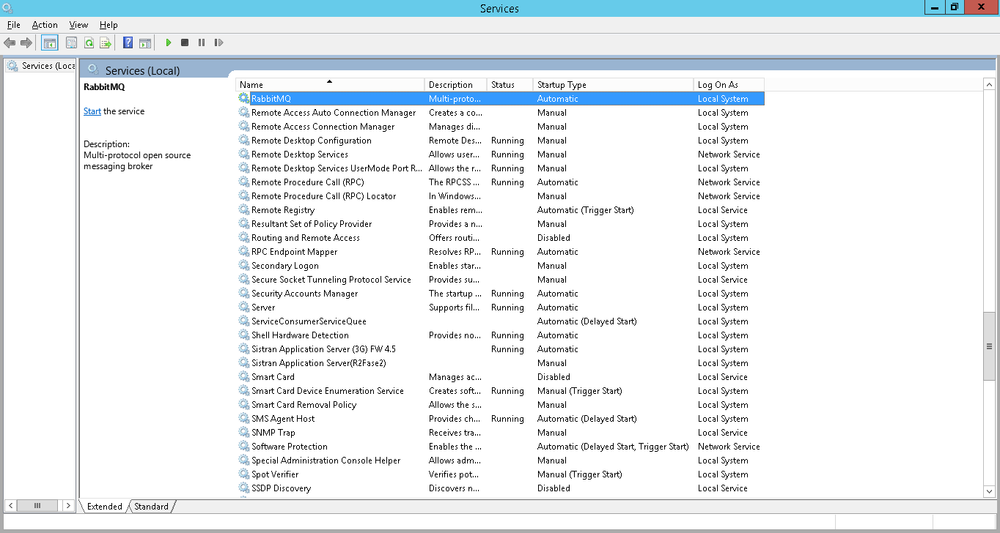 Services
File Action View Help
Services (Loca
Services (Local)
RabbitMQ
Start the service
Description:
Multi-protocol open source
messaging broker
Name Description Status Startup Type Log On As
RabbitMQ Multi-proto... Automatic Local System
Remote Access Auto Connection Manager Creates a co... Manual Local System
Remote Access Connection Manager Manages di... Manual Local System
Remote Desktop Configuration Remote Des... Running Manual Local System
Remote Desktop Services Allows user... Running Manual Network Service
Remote Desktop Services UserMode Port R... Allows the r... Running Manual Local System
Remote Procedure Call (RPC) The RPCSS ... Running Automatic Network Service
Remote Procedure Call (RPC) Locator In Windows... Manual Network Service
Remote Registry Enables rem... Automatic (Trigger Start) Local Service
Resultant Set of Policy Provider Provides a n... Manual Local System
Routing and Remote Access Offers routi... Disabled Local System
RPC Endpoint Mapper Resolves RP... Running Automatic Network Service
Secondary Logon Enables star... Manual Local System
Secure Socket Tunneling Protocol Service Provides su... Manual Local Service
Security Accounts Manager The startup ... Running Automatic Local System
Server Supports fil... Running Automatic Local System
ServiceConsumerServiceQuee Automatic (Delayed Start) Local System
Shell Hardware Detection Provides no... Running Automatic Local System
Sistran Application Server (3G) FW 4.5 Running Automatic Local System
Sistran Application Server(R2Fase2) Manual Local System
Smart Card Manages ac... Disabled Local Service
Smart Card Device Enumeration Service Creates soft... Running Manual (Trigger Start) Local System
Smart Card Removal Policy Allows the s... Manual Local System
SMS Agent Host Provides ch... Running Automatic (Delayed Start) Local System
SNMP Trap Receives tra... Manual Local Service
Software Protection Enables the ... Automatic (Delayed Start, Trigger Start) Network Service
Special Administration Console Helper Allows adm... Manual Local System
Spot Verifier Verifies pot... Manual (Trigger Start) Local System
SSDP Discovery Discovers n... Disabled Local Service
Extended Standard